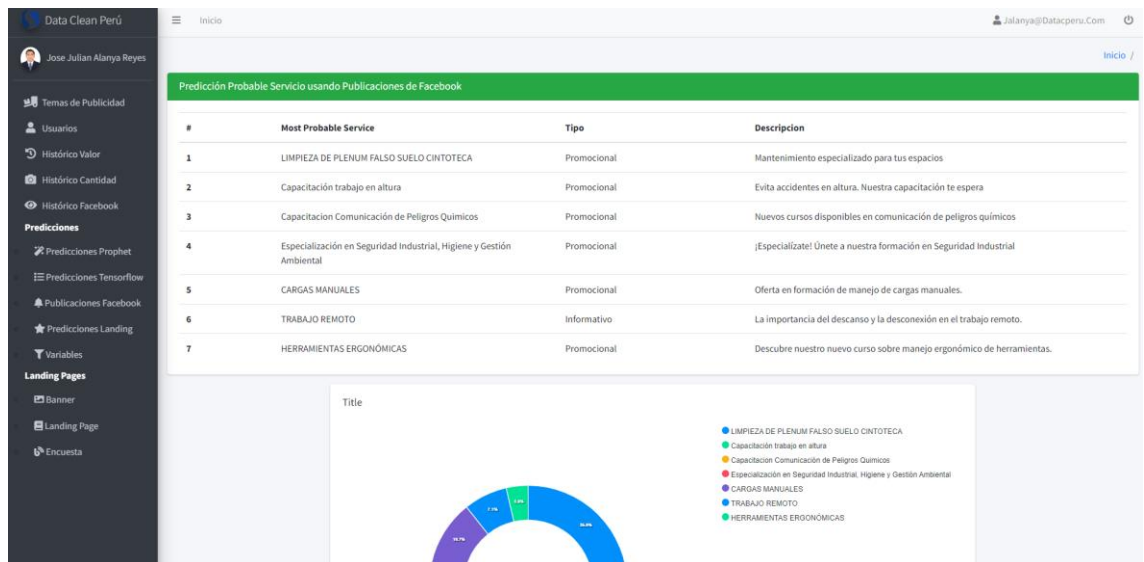 Data Clean Perú
Inicio
Jalanya@Datacperu.Com
Jose Julian Alanya Reyes
Inicio /
Temas de Publicidad
Usuarios
Histórico Valor
Histórico Cantidad
Histórico Facebook
Predicciones
Predicciones Prophet
Predicciones Tensorflow
Publicaciones Facebook
Predicciones Landing
Variables
Landing Pages
Banner
Landing Page
Encuesta
Predicción Probable Servicio usando Publicaciones de Facebook
# Most Probable Service Tipo Descripcion
1 LIMPIEZA DE PLENUM FALSO SUELO CINTOTECA Promocional Mantenimiento especializado para tus espacios
2 Capacitación trabajo en altura Promocional Evita accidentes en altura. Nuestra capacitación te espera
3 Capacitacion Comunicación de Peligros Quimicos Promocional Nuevos cursos disponibles en comunicación de peligros químicos
4 Especialización en Seguridad Industrial, Higiene y Gestión Promocional ¡Especialízate! Únete a nuestra formación en Seguridad Industrial
Ambiental
5 CARGAS MANUALES Promocional Oferta en formación de manejo de cargas manuales.
6 TRABAJO REMOTO Informativo La importancia del descanso y la desconexión en el trabajo remoto.
7 HERRAMIENTAS ERGONÓMICAS Promocional Descubre nuestro nuevo curso sobre manejo ergonómico de herramientas.
Title
LIMPIEZA DE PLENUM FALSO SUELO CINTOTECA
Capacitación trabajo en altura
Capacitacion Comunicación de Peligros Quimicos
Especialización en Seguridad Industrial, Higiene y Gestión Ambiental
CARGAS MANUALES
TRABAJO REMOTO
HERRAMIENTAS ERGONÓMICAS
7.1%